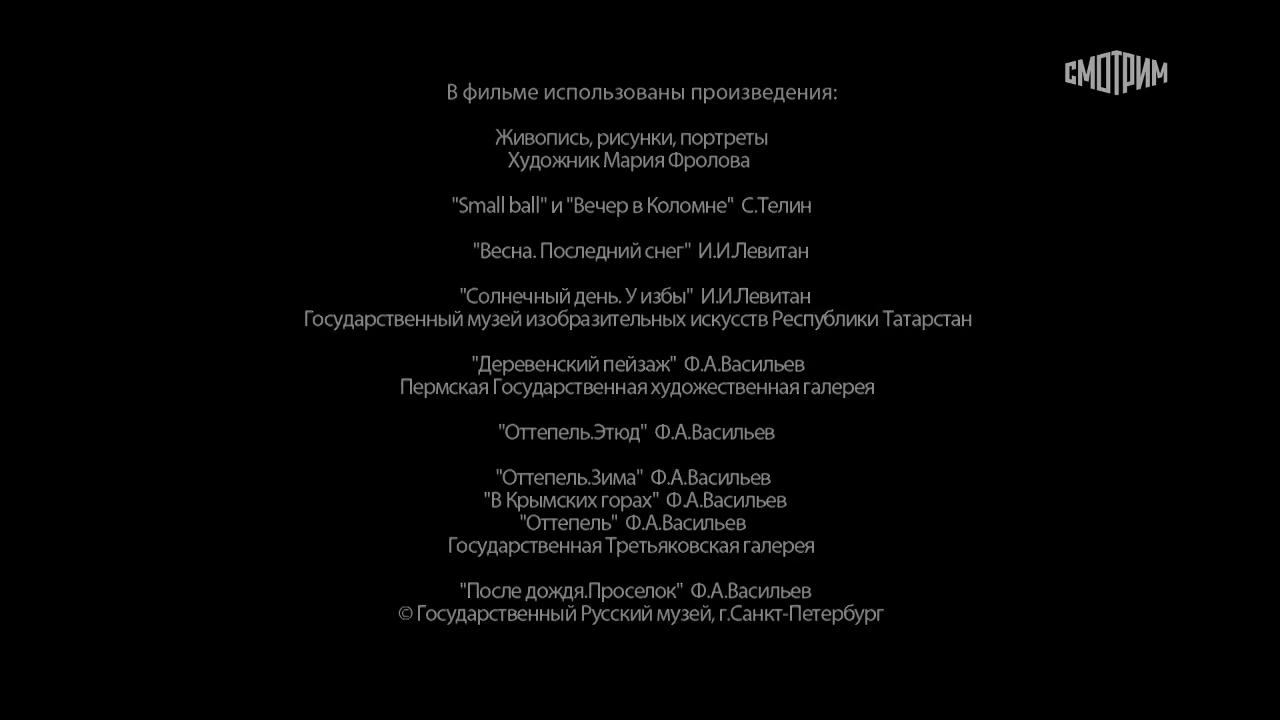 СМОТРИМ
В фильме использованы произведения:
Живопись, рисунки, портреты
Художник Мария Фролова
"Small ball" и "Вечер в Коломне" С.Телин
"Весна. Последний снег" И.И.Левитан
"Солнечный день. У избы" И.И.Левитан
Государственный музей изобразительных искусств Республики Татарстан
"Деревенский пейзаж" Ф.А.Васильев
Пермская Государственная художественная галерея
"Оттепель.Этюд" Ф.А.Васильев
"Оттепель.Зима" Ф.А.Васильев
"В Крымских горах" Ф.А.Васильев
"Оттепель" Ф.А.Васильев
Государственная Третьяковская галерея
"После дождя.Проселок" Ф.А.Васильев
© Государственный Русский музей, г.Санкт-Петербург